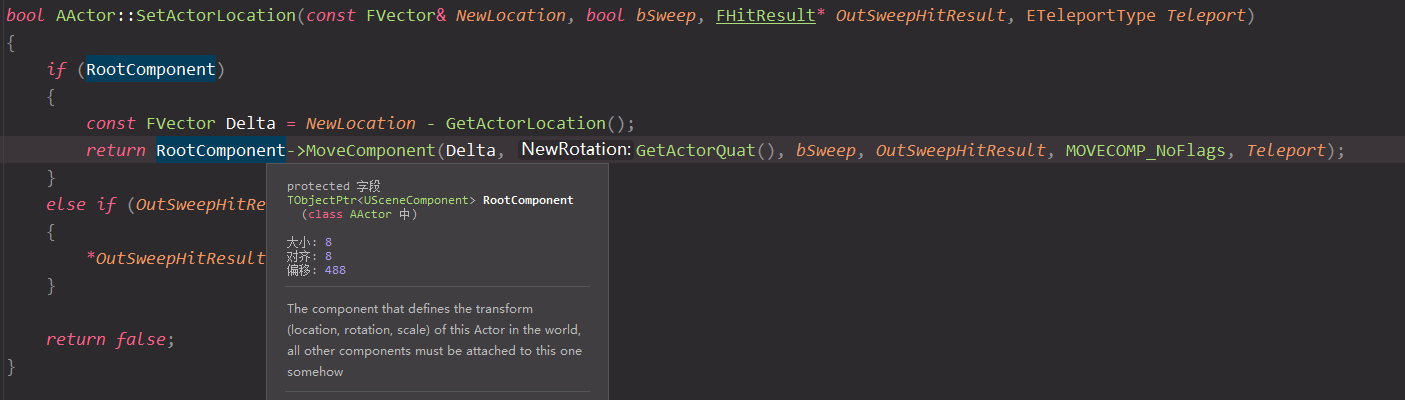 bool AActor::SetActorLocation(const FVector& NewLocation, bool bSweep, FHitResult* OutSweepHitResult, ETeleportType Teleport)
{
if (RootComponent)
{
const FVector Delta = NewLocation - GetActorLocation();
return RootComponent->MoveComponent(Delta, NewRotation: GetActorQuat(), bSweep, OutSweepHitResult, MOVECOMP_NoFlags, Teleport);
}
else if (OutSweepHitRe
{
*OutSweepHitResult
}
return false;
}
protected 字段
TObjectPtr<USceneComponent> RootComponent
(class AActor 中)
大小: 8
对齐: 8
偏移: 488
The component that defines the transform
(location, rotation, scale) of this Actor in the world,
all other components must be attached to this one
somehow